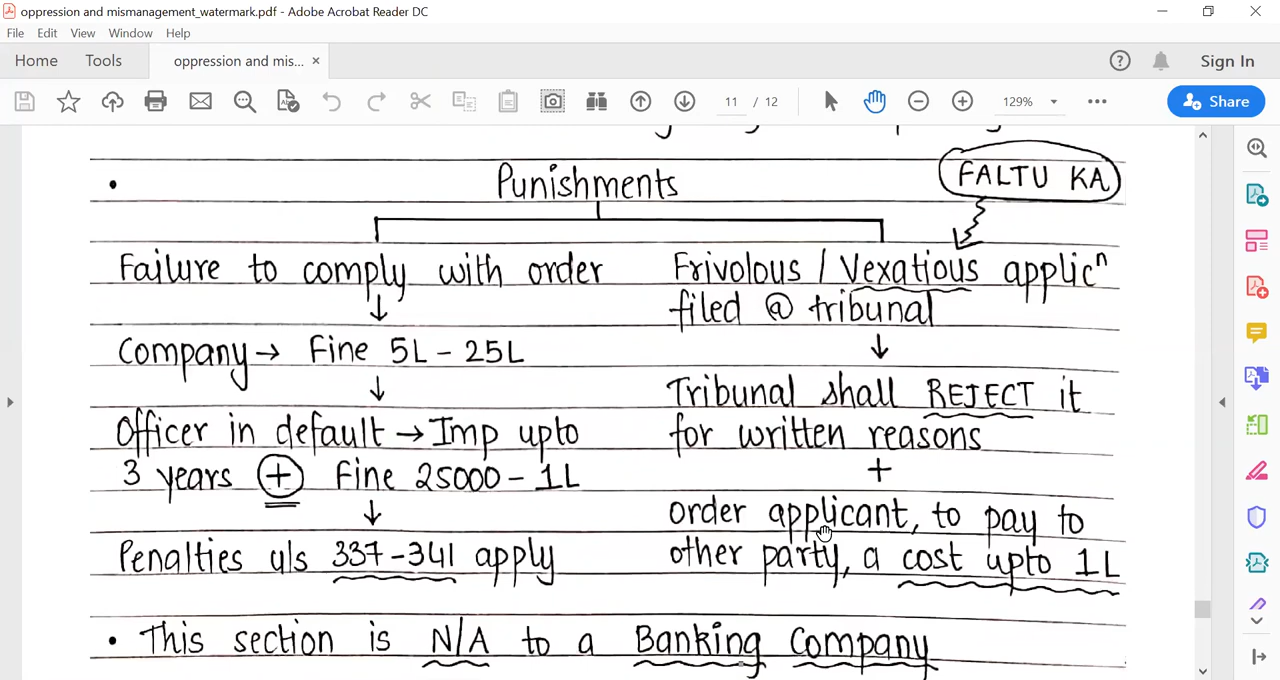 oppression and mismanagement_watermark.pdf - Adobe Acrobat Reader DC
File Edit View Window Help
Home Tools oppression and mis... × Sign In
11 / 12 129% Share
• Punishments FALTU KA
Failure to comply with order
↓
Company → Fine 5L - 25L
↓
Officer in default → Imp upto
3 years + Fine 25000 - 1L
↓
Penalties u/s 337-341 apply
Frivolous / Vexatious applicⁿ
filed @ tribunal
↓
Tribunal shall REJECT it
for written reasons
+
order applicant, to pay to
other party, a cost upto 1L
• This section is N/A to a Banking Company